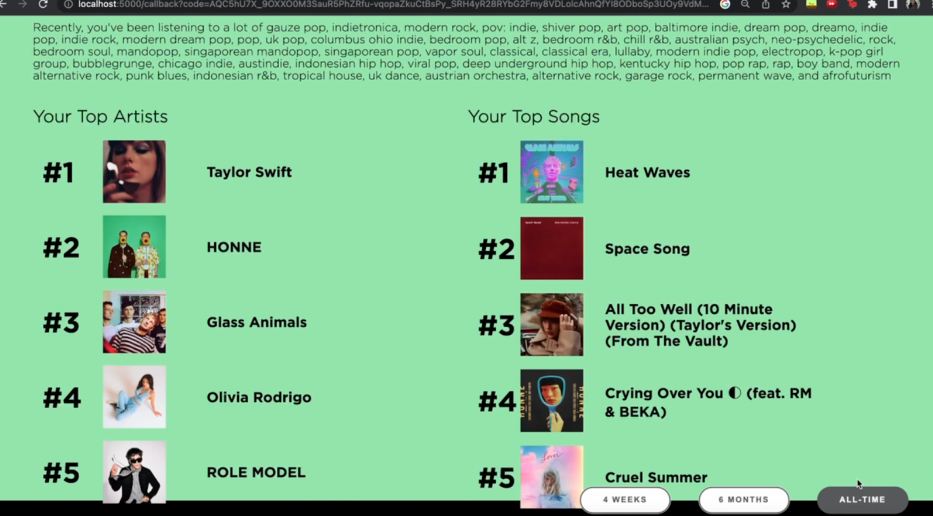 localhost:5000/callback?code=AQC5hU7X_9OXXO0M3SauR5PhZRfu-vqopaZkuCtBsPy_SRH4yR28RYbG2Fmy8VDLolcAhnQfYI8ODboSp3UOy9VdM...
Recently, you've been listening to a lot of gauze pop, indietronica, modern rock, pov: indie, shiver pop, art pop, baltimore indie, dream pop, dreamo, indie
pop, indie rock, modern dream pop, pop, uk pop, columbus ohio indie, bedroom pop, alt z, bedroom r&b, chill r&b, australian psych, neo-psychedelic, rock,
bedroom soul, mandopop, singaporean mandopop, singaporean pop, vapor soul, classical, classical era, lullaby, modern indie pop, electropop, k-pop girl
group, bubblegrunge, chicago indie, austindie, indonesian hip hop, viral pop, deep underground hip hop, kentucky hip hop, pop rap, rap, boy band, modern
alternative rock, punk blues, indonesian r&b, tropical house, uk dance, austrian orchestra, alternative rock, garage rock, permanent wave, and afrofuturism
Your Top Artists
#1 Taylor Swift
#2 HONNE
#3 Glass Animals
#4 Olivia Rodrigo
#5 ROLE MODEL
Your Top Songs
#1 GLASS ANIMALS Heat Waves
#2 Space Song
#3 All Too Well (10 Minute
Version) (Taylor's Version)
(From The Vault)
#4 HONNE Crying Over You ◐ (feat. RM
& BEKA)
#5 Lover Cruel Summer
4 WEEKS
6 MONTHS
ALL-TIME